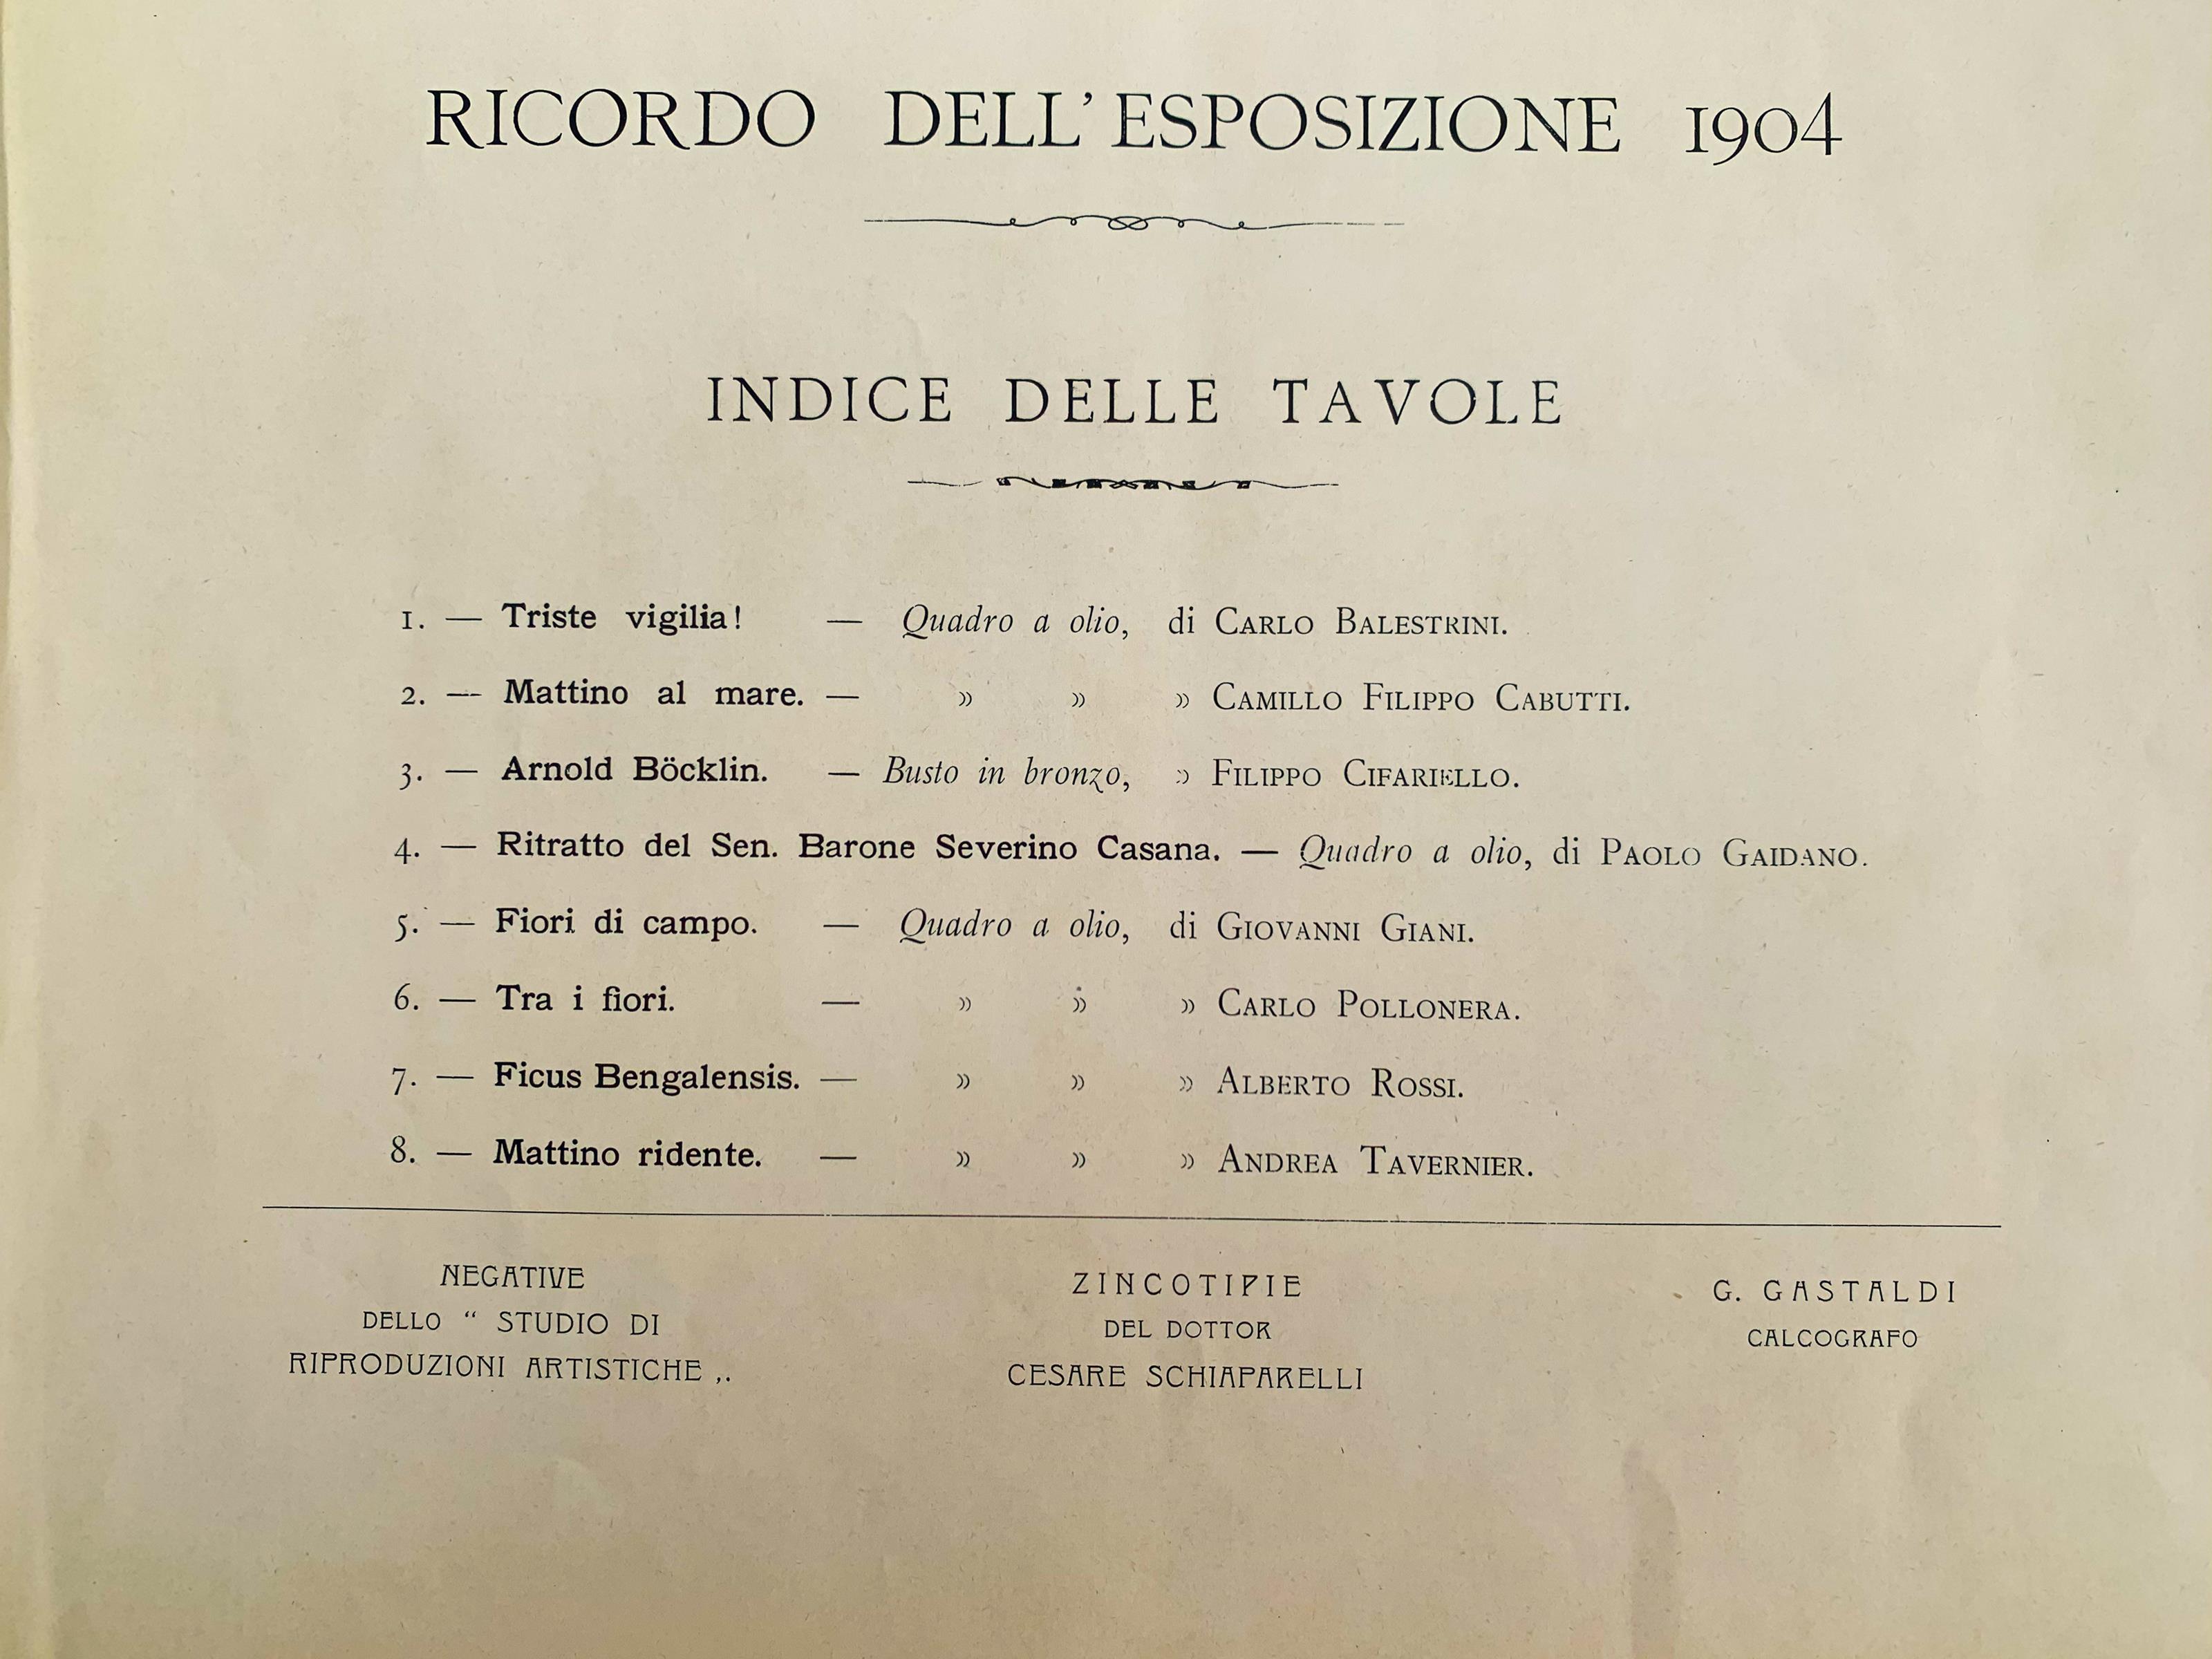 RICORDO DELL' ESPOSIZIONE 1904
INDICE DELLE TAVOLE
1. — Triste vigilia! — Quadro a olio, di CARLO BALESTRINI.
2. — Mattino al mare. — » » » CAMILLO FILIPPO CABUTTI.
3. — Arnold Böcklin. — Busto in bronzo, » FILIPPO CIFARIELLO.
4. — Ritratto del Sen. Barone Severino Casana. — Quadro a olio, di PAOLO GAIDANO.
5. — Fiori di campo. — Quadro a olio, di GIOVANNI GIANI.
6. — Tra i fiori. — » » » CARLO POLLONERA.
7. — Ficus Bengalensis. — » » » ALBERTO ROSSI.
8. — Mattino ridente. — » » » ANDREA TAVERNIER.
NEGATIVE
DELLO “ STUDIO DI
RIPRODUZIONI ARTISTICHE ,.
ZINCOTIPIE
DEL DOTTOR
CESARE SCHIAPARELLI
G. GASTALDI
CALCOGRAFO